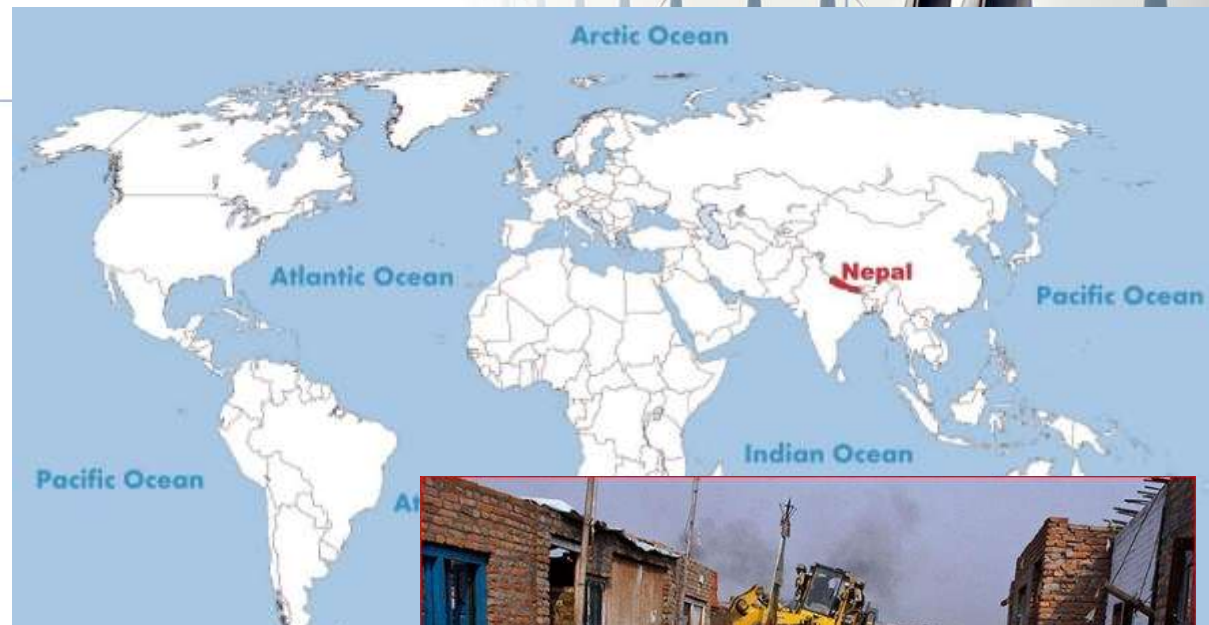 Arctic Ocean
Atlantic Ocean
Nepal
Pacific Ocean
Indian Ocean
Pacific Ocean